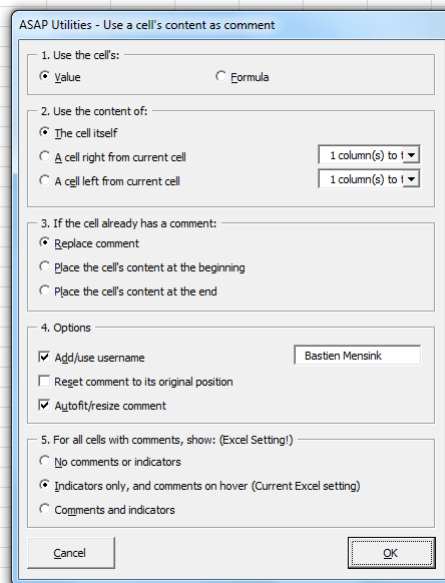 ASAP Utilities - Use a cell's content as comment
1. Use the cell's:
Value
Formula
2. Use the content of:
The cell itself
A cell right from current cell
1 column(s) to t
A cell left from current cell
1 column(s) to t
3. If the cell already has a comment:
Replace comment
Place the cell's content at the beginning
Place the cell's content at the end
4. Options
Add/use username
Bastien Mensink
Reset comment to its original position
Autofit/resize comment
5. For all cells with comments, show: (Excel Setting!)
No comments or indicators
Indicators only, and comments on hover (Current Excel setting)
Comments and indicators
Cancel
OK